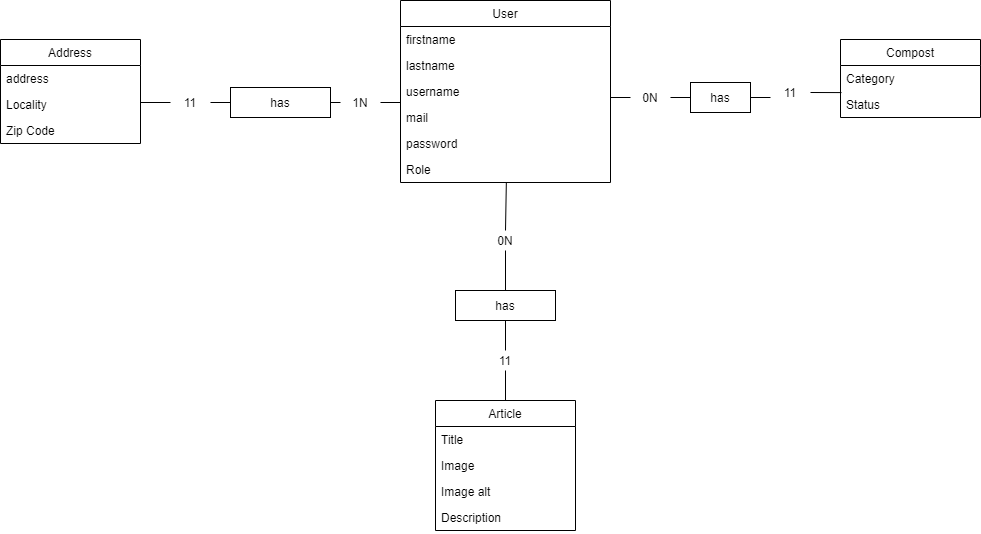 User
firstname
lastname
username
mail
password
Role
Address
address
Locality
Zip Code
11
has
1N
0N
has
11
Compost
Category
Status
0N
has
11
Article
Title
Image
Image alt
Description